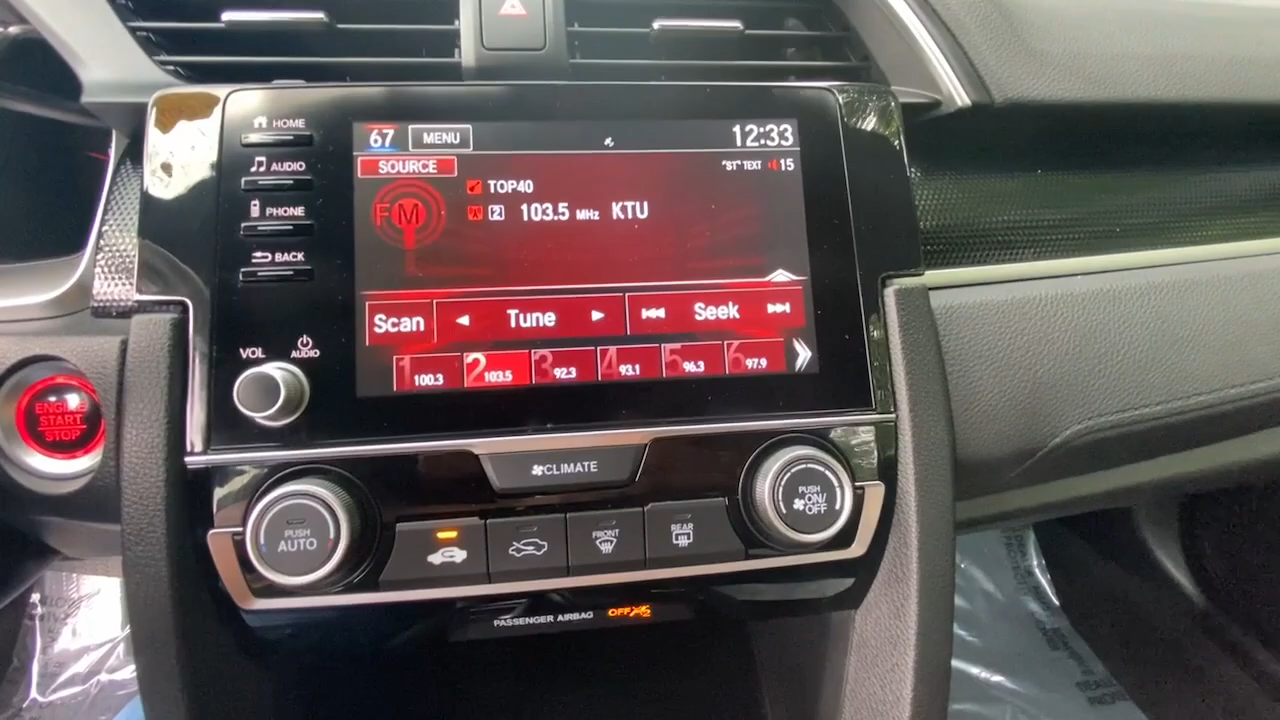 HOME
AUDIO
PHONE
BACK
VOL
AUDIO
67 MENU 12:33
SOURCE
"ST" TEXT 15
FM
TOP40
2 103.5 MHz KTU
Scan Tune Seek
1 100.3 2 103.5 3 92.3 4 93.1 5 96.3 6 97.9
ENGINE
START
STOP
CLIMATE
PUSH
AUTO
FRONT
REAR
PUSH
ON/
OFF
PASSENGER AIRBAG OFF